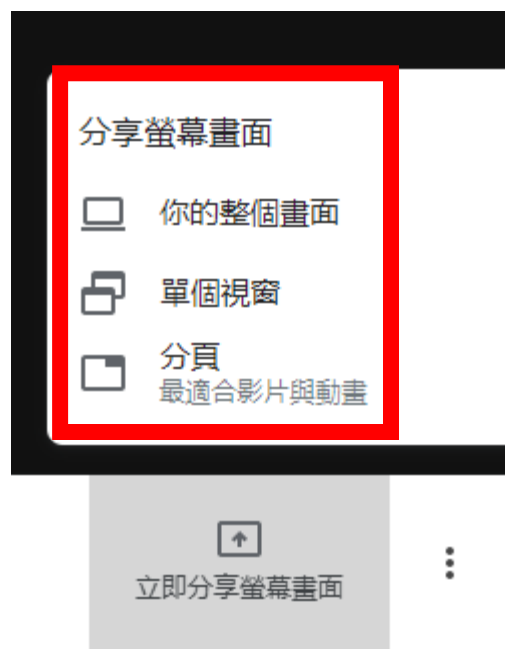 分享螢幕畫面
你的整個畫面
單個視窗
分頁
最適合影片與動畫
立即分享螢幕畫面